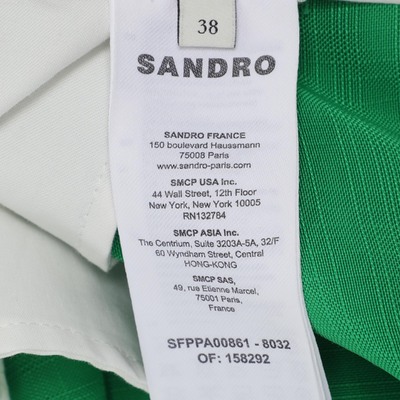 38
SANDRO
SANDRO FRANCE
150 boulevard Haussmann
75008 Paris
www.sandro-paris.com
SMCP USA Inc.
44 Wall Street, 12th Floor
New York, New York 10005
RN132784
SMCP ASIA Inc.
The Centrium, Suite 3203A-5, 32/F
60 Wyndham Street, Central
HONG-KONG
SMCP SAS,
49, rue Etienne Marcel,
75001 Paris,
France
SFPPA00861 - 8032
OF: 158292